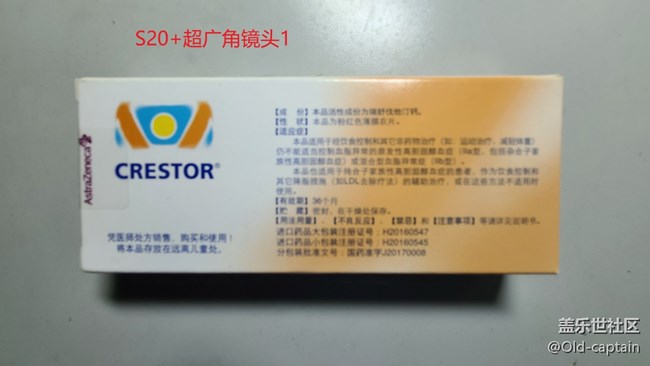 S20+超广角镜头1
CRESTOR®
AstraZeneca
凭医师处方销售,购买和使用!
将本品存放在远离儿童处。
【成 份】本品活性成份为瑞舒伐他汀钙。
【性 状】本品为粉红色薄膜衣片。
【适应症】
本品适用于经饮食控制和其它非药物治疗(如:运动治疗、减轻体重)
仍不能适当控制血脂异常的原发性高胆固醇血症(IIa型,包括杂合子家
族性高胆固醇血症)或混合型血脂异常症(IIb型)。
本品也适用于纯合子家族性高胆固醇血症的患者,作为饮食控制和
其它降脂措施(如LDL去除疗法)的辅助治疗,或在这些方法不适用时
使用。
【有效期】36个月
【贮 藏】密封,在干燥处保存。
【用法用量】、【不良反应】、【禁忌】和【注意事项】等请详见说明书。
进口药品大包装注册证号:H20160547
进口药品小包装注册证号:H20160545
分包装批准文号:国药准字J20170008
盖乐世社区
@Old-captain